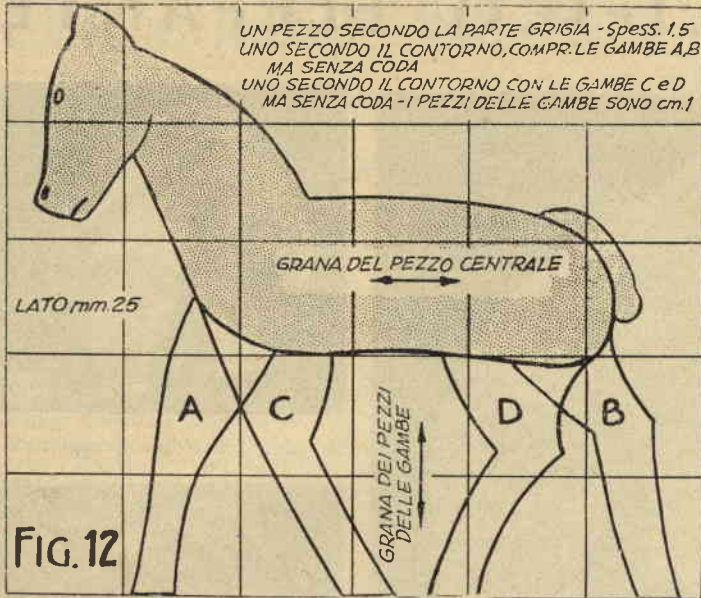 UN PEZZO SECONDO LA PARTE GRIGIA - Spess. 1,5
UNO SECONDO IL CONTORNO, COMPR. LE GAMBE A,B
MA SENZA CODA
UNO SECONDO IL CONTORNO CON LE GAMBE C e D
MA SENZA CODA - I PEZZI DELLE GAMBE SONO cm.1
GRANA DEL PEZZO CENTRALE
LATO mm. 25
A
C
D
B
GRANA DEI PEZZI
DELLE GAMBE
FIG. 12